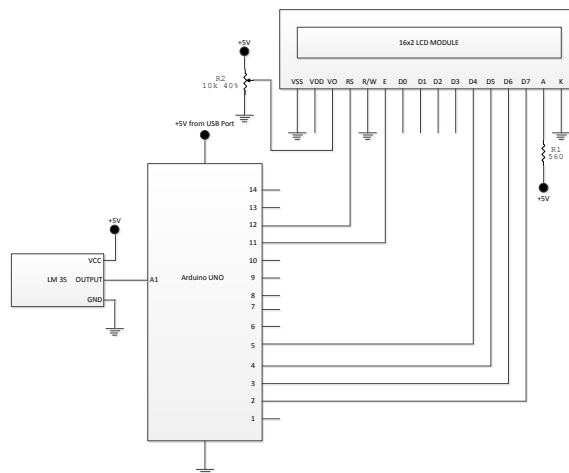 16x2 LCD MODULE
VSS VDD VO RS R/W E D0 D1 D2 D3 D4 D5 D6 D7 A K
+5V
R2
10k 40%
R1
560
+5V
+5V from USB Port
14
13
12
11
10
9
8
7
6
5
4
3
2
1
Arduino UNO
A1
+5V
VCC
LM 35 OUTPUT
GND